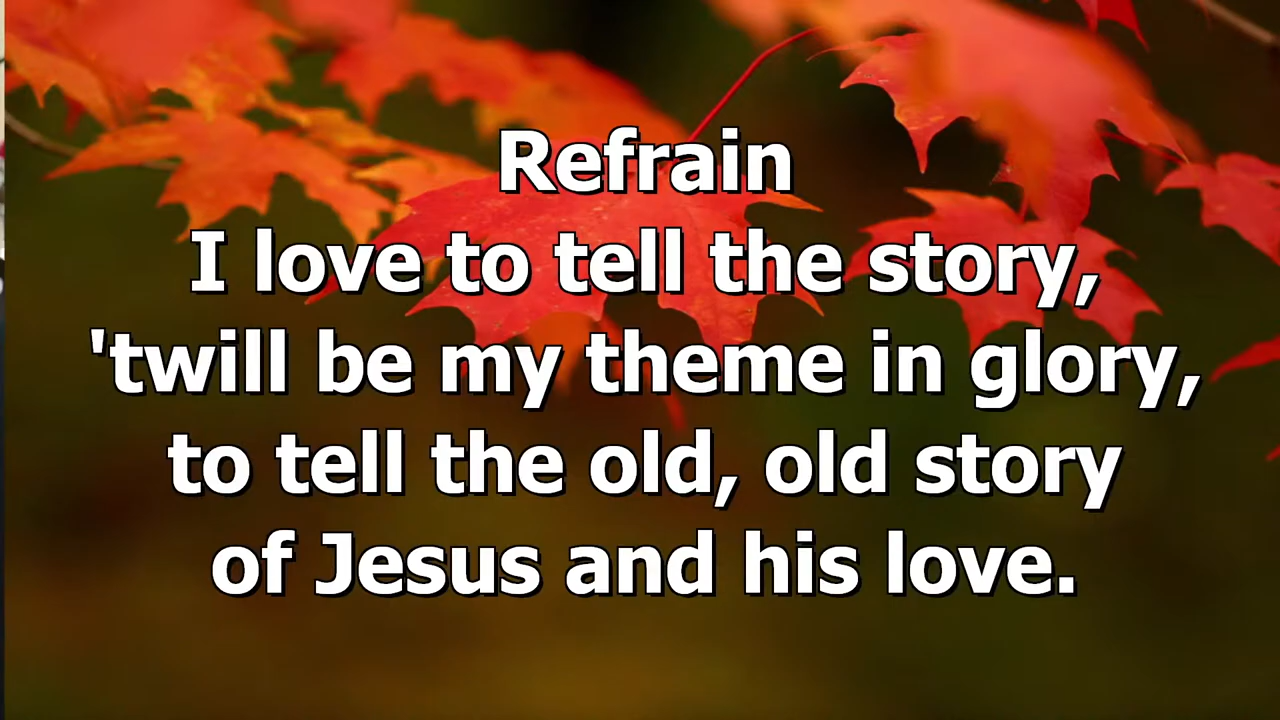 Refrain
I love to tell the story,
'twill be my theme in glory,
to tell the old, old story
of Jesus and his love.